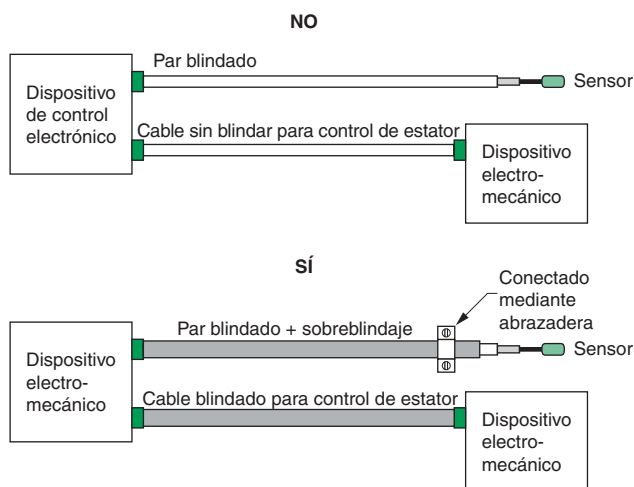 NO
Par blindado
Dispositivo
de control
electrónico
Sensor
Cable sin blindar para control de estator
Dispositivo
electro-
mecánico
SÍ
Conectado
mediante
abrazadera
Par blindado + sobreblindaje
Dispositivo
electro-
mecánico
Sensor
Cable blindado para control de estator
Dispositivo
electro-
mecánico